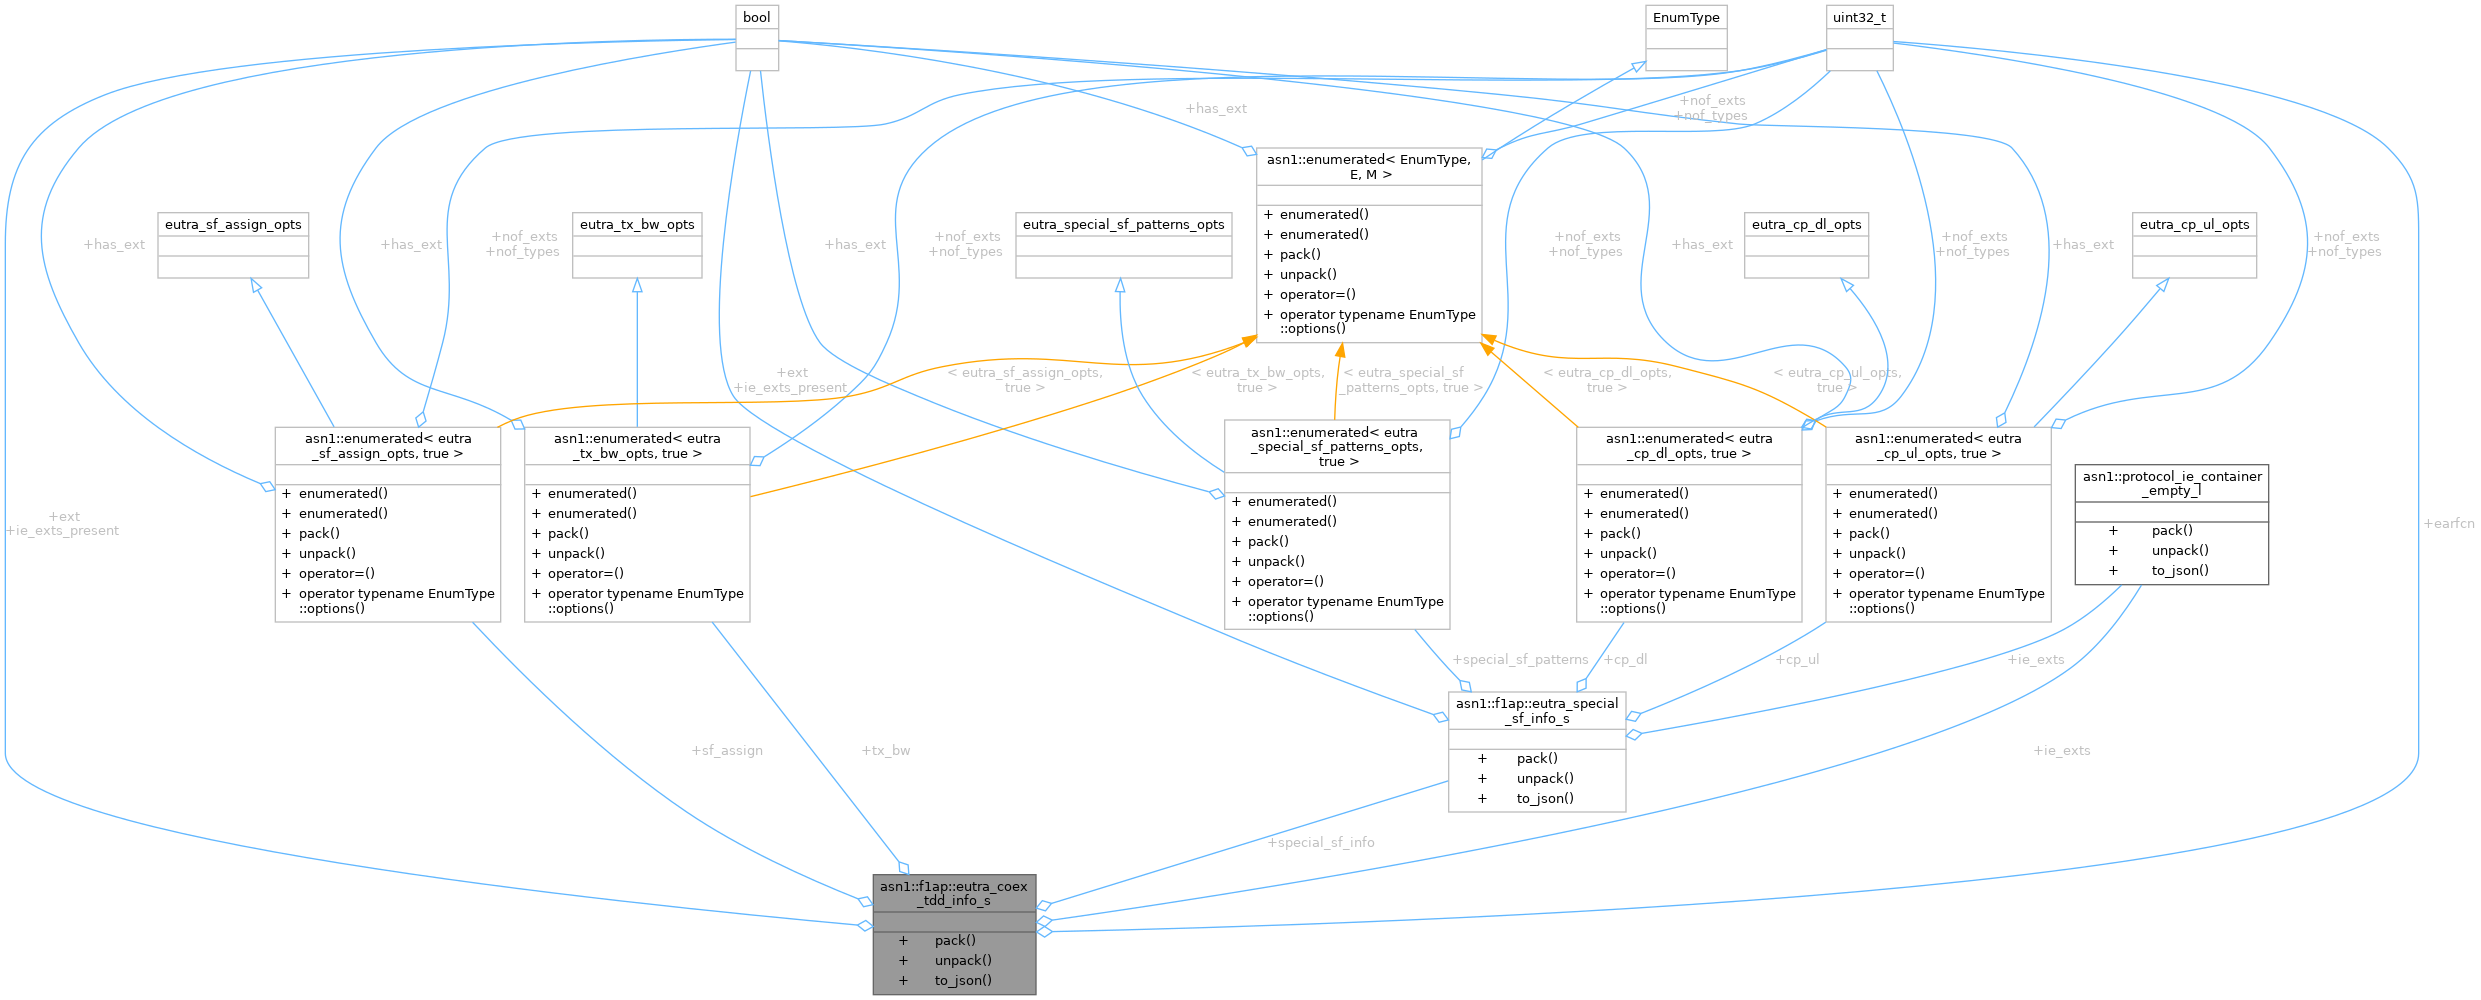 bool
EnumType
uint32_t
+has_ext
+nof_exts
+nof_types
asn1::enumerated< EnumType,
E, M >
+ enumerated()
+ enumerated()
+ pack()
+ unpack()
+ operator=()
+ operator typename EnumType
::options()
eutra_sf_assign_opts
eutra_tx_bw_opts
eutra_special_sf_patterns_opts
eutra_cp_dl_opts
eutra_cp_ul_opts
+has_ext
+has_ext
+nof_exts
+nof_types
+has_ext
+nof_exts
+nof_types
+nof_exts
+nof_types
+has_ext
+nof_exts
+nof_types
+has_ext
+nof_exts
+nof_types
+ext
+ie_exts_present
< eutra_sf_assign_opts,
true >
< eutra_tx_bw_opts,
true >
< eutra_special_sf
_patterns_opts, true >
< eutra_cp_dl_opts,
true >
< eutra_cp_ul_opts,
true >
asn1::enumerated< eutra
_sf_assign_opts, true >
+ enumerated()
+ enumerated()
+ pack()
+ unpack()
+ operator=()
+ operator typename EnumType
::options()
asn1::enumerated< eutra
_tx_bw_opts, true >
+ enumerated()
+ enumerated()
+ pack()
+ unpack()
+ operator=()
+ operator typename EnumType
::options()
asn1::enumerated< eutra
_special_sf_patterns_opts,
true >
+ enumerated()
+ enumerated()
+ pack()
+ unpack()
+ operator=()
+ operator typename EnumType
::options()
asn1::enumerated< eutra
_cp_dl_opts, true >
+ enumerated()
+ enumerated()
+ pack()
+ unpack()
+ operator=()
+ operator typename EnumType
::options()
asn1::enumerated< eutra
_cp_ul_opts, true >
+ enumerated()
+ enumerated()
+ pack()
+ unpack()
+ operator=()
+ operator typename EnumType
::options()
asn1::protocol_ie_container
_empty_l
+ pack()
+ unpack()
+ to_json()
+ext
+ie_exts_present
+earfcn
+special_sf_patterns
+cp_dl
+cp_ul
+ie_exts
asn1::f1ap::eutra_special
_sf_info_s
+ pack()
+ unpack()
+ to_json()
+sf_assign
+tx_bw
+ie_exts
+special_sf_info
asn1::f1ap::eutra_coex
_tdd_info_s
+ pack()
+ unpack()
+ to_json()